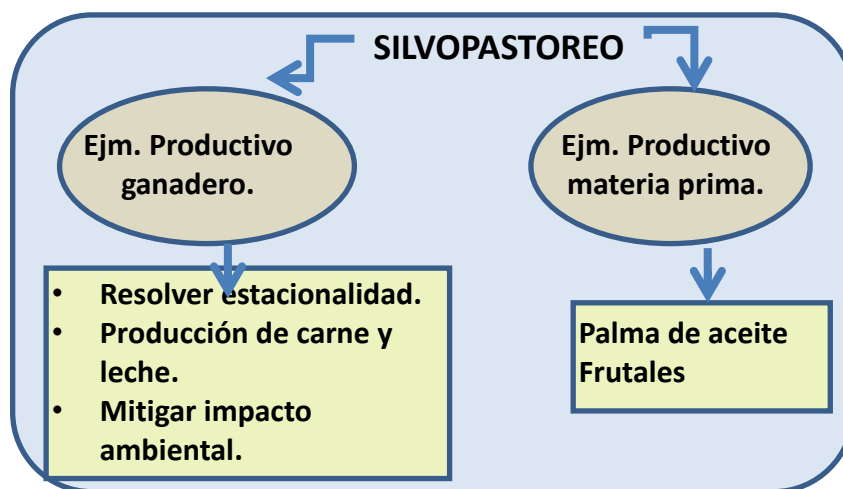 SILVOPASTOREO
Ejm. Productivo
ganadero.
Ejm. Productivo
materia prima.
• Resolver estacionalidad.
• Producción de carne y
leche.
• Mitigar impacto
ambiental.
Palma de aceite
Frutales